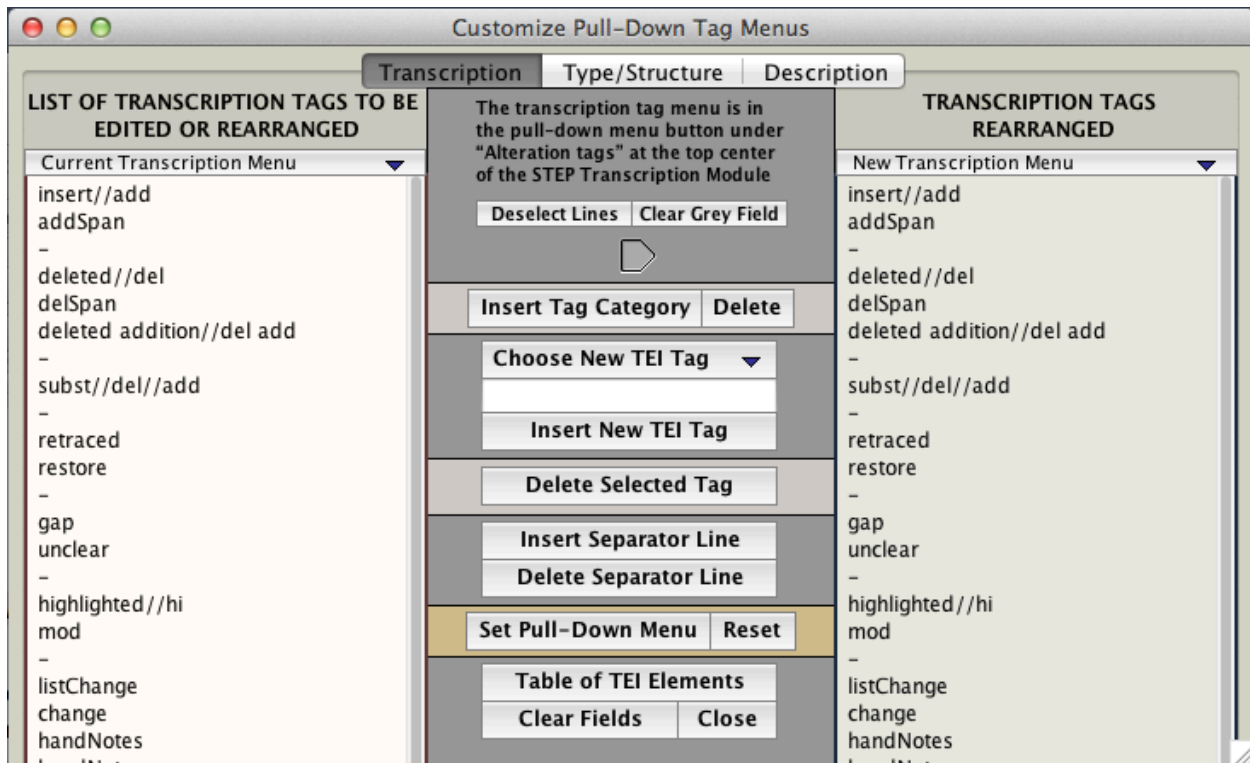 Customize Pull-Down Tag Menus
Transcription
Type/Structure
Description
LIST OF TRANSCRIPTION TAGS TO BE
EDITED OR REARRANGED
Current Transcription Menu
insert//add
addSpan
-
deleted//del
delSpan
deleted addition//del add
-
subst//del//add
-
retraced
restore
-
gap
unclear
-
highlighted//hi
mod
-
listChange
change
handNotes
The transcription tag menu is in
the pull-down menu button under
“Alteration tags” at the top center
of the STEP Transcription Module
Deselect Lines
Clear Grey Field
Insert Tag Category
Delete
Choose New TEI Tag
Insert New TEI Tag
Delete Selected Tag
Insert Separator Line
Delete Separator Line
Set Pull-Down Menu
Reset
Table of TEI Elements
Clear Fields
Close
TRANSCRIPTION TAGS
REARRANGED
New Transcription Menu
insert//add
addSpan
-
deleted//del
delSpan
deleted addition//del add
-
subst//del//add
-
retraced
restore
-
gap
unclear
-
highlighted//hi
mod
-
listChange
change
handNotes